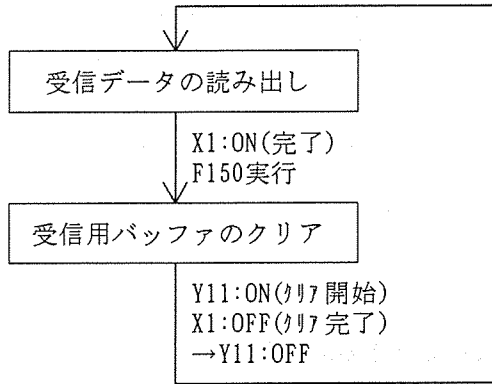 受信データの読み出し
X1:ON(完了)
F150実行
受信用バッファのクリア
Y11:ON(ｸﾘｱ開始)
X1:OFF(ｸﾘｱ完了)
→Y11:OFF